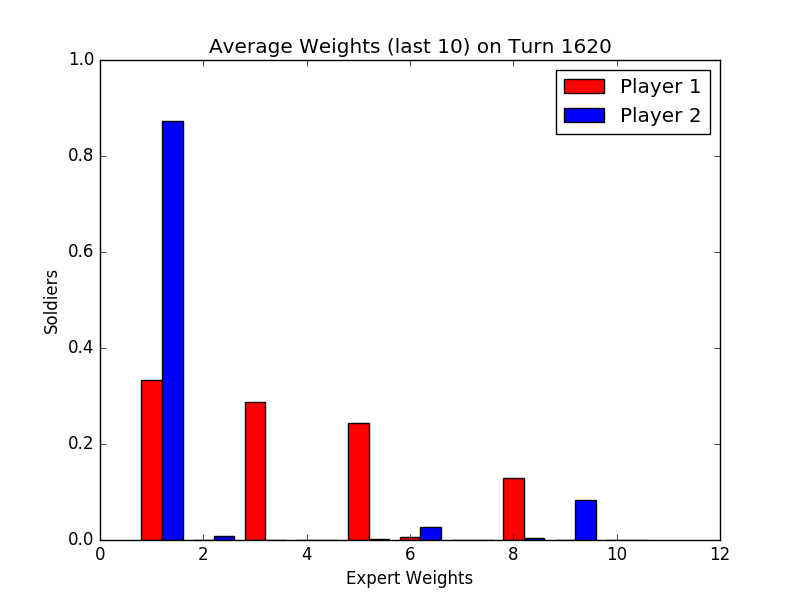 Average Weights (last 10) on Turn 1620
1.0
0.8
0.6
0.4
0.2
0.0
Soldiers
Player 1
Player 2
0 2 4 6 8 10 12
Expert Weights